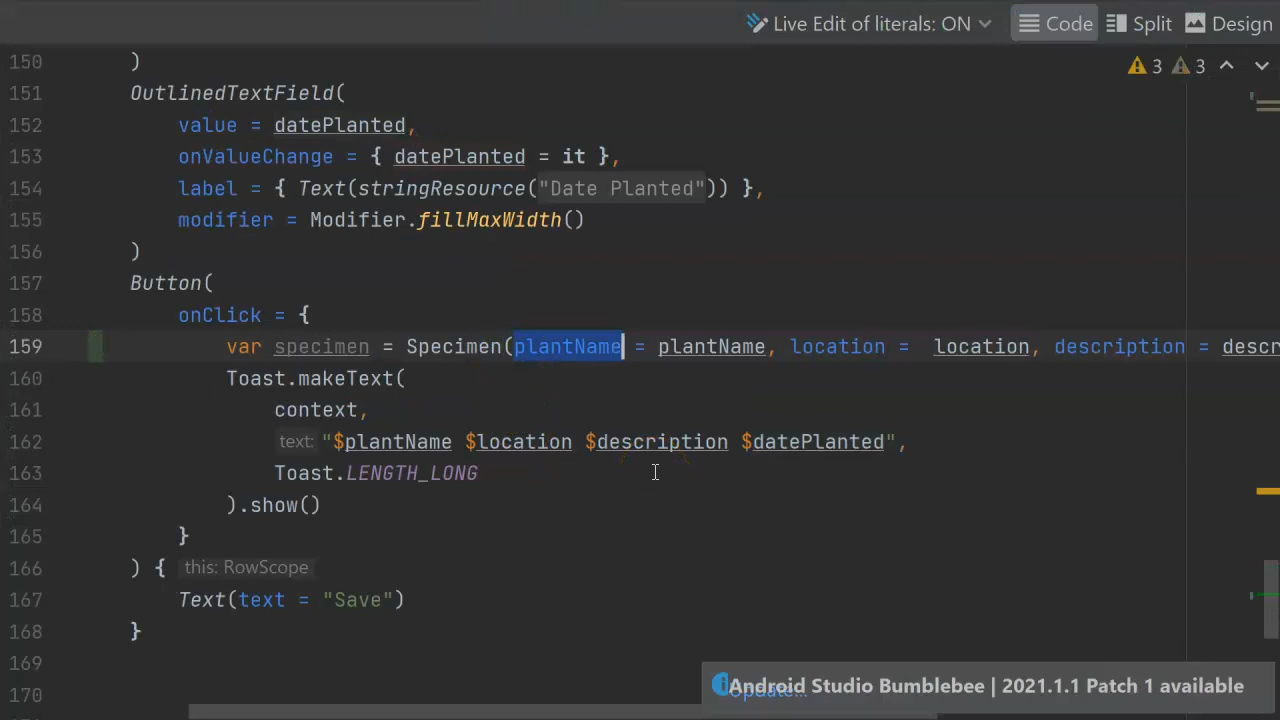 Live Edit of literals: ON Code Split Design
3 3
150 )
151 OutlinedTextField(
152 value = datePlanted,
153 onValueChange = { datePlanted = it },
154 label = { Text(stringResource("Date Planted")) },
155 modifier = Modifier.fillMaxWidth()
156 )
157 Button(
158 onClick = {
159 var specimen = Specimen(plantName = plantName, location = location, description = descr
160 Toast.makeText(
161 context,
162 text: "$plantName $location $description $datePlanted",
163 Toast.LENGTH_LONG
164 ).show()
165 }
166 ) { this: RowScope
167 Text(text = "Save")
168 }
169
170
Android Studio Bumblebee | 2021.1.1 Patch 1 available
Update...